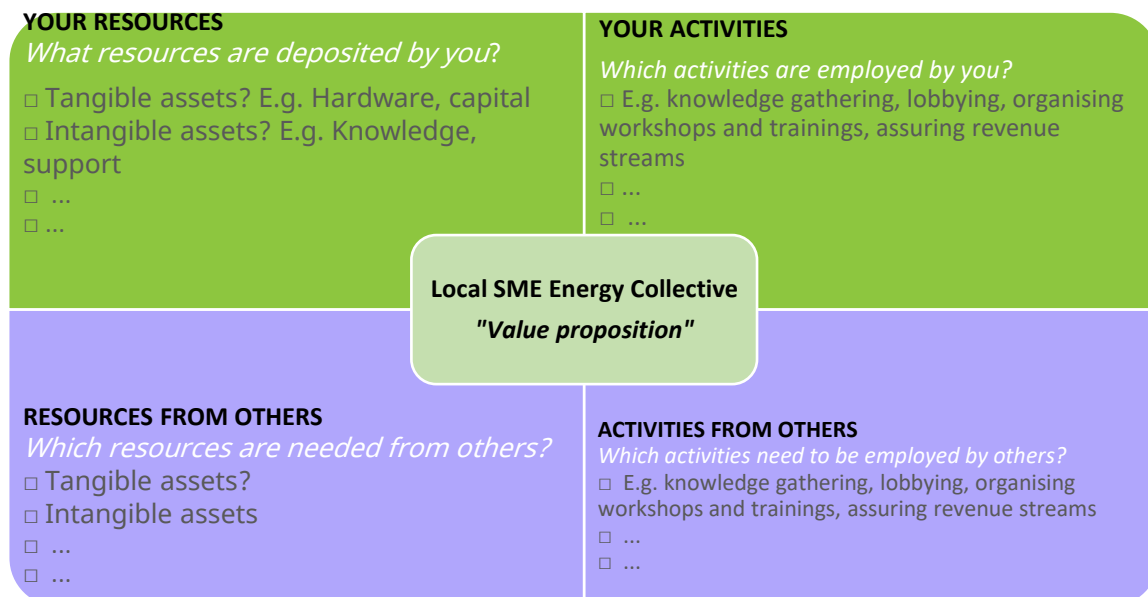 YOUR RESOURCES
What resources are deposited by you?
□ Tangible assets? E.g. Hardware, capital
□ Intangible assets? E.g. Knowledge,
support
□ ...
□ ...
YOUR ACTIVITIES
Which activities are employed by you?
□ E.g. knowledge gathering, lobbying, organising
workshops and trainings, assuring revenue
streams
□ ...
□ ...
Local SME Energy Collective
"Value proposition"
RESOURCES FROM OTHERS
Which resources are needed from others?
□ Tangible assets?
□ Intangible assets
□ ...
□ ...
ACTIVITIES FROM OTHERS
Which activities need to be employed by others?
□ E.g. knowledge gathering, lobbying, organising
workshops and trainings, assuring revenue streams
□ ...
□ ...